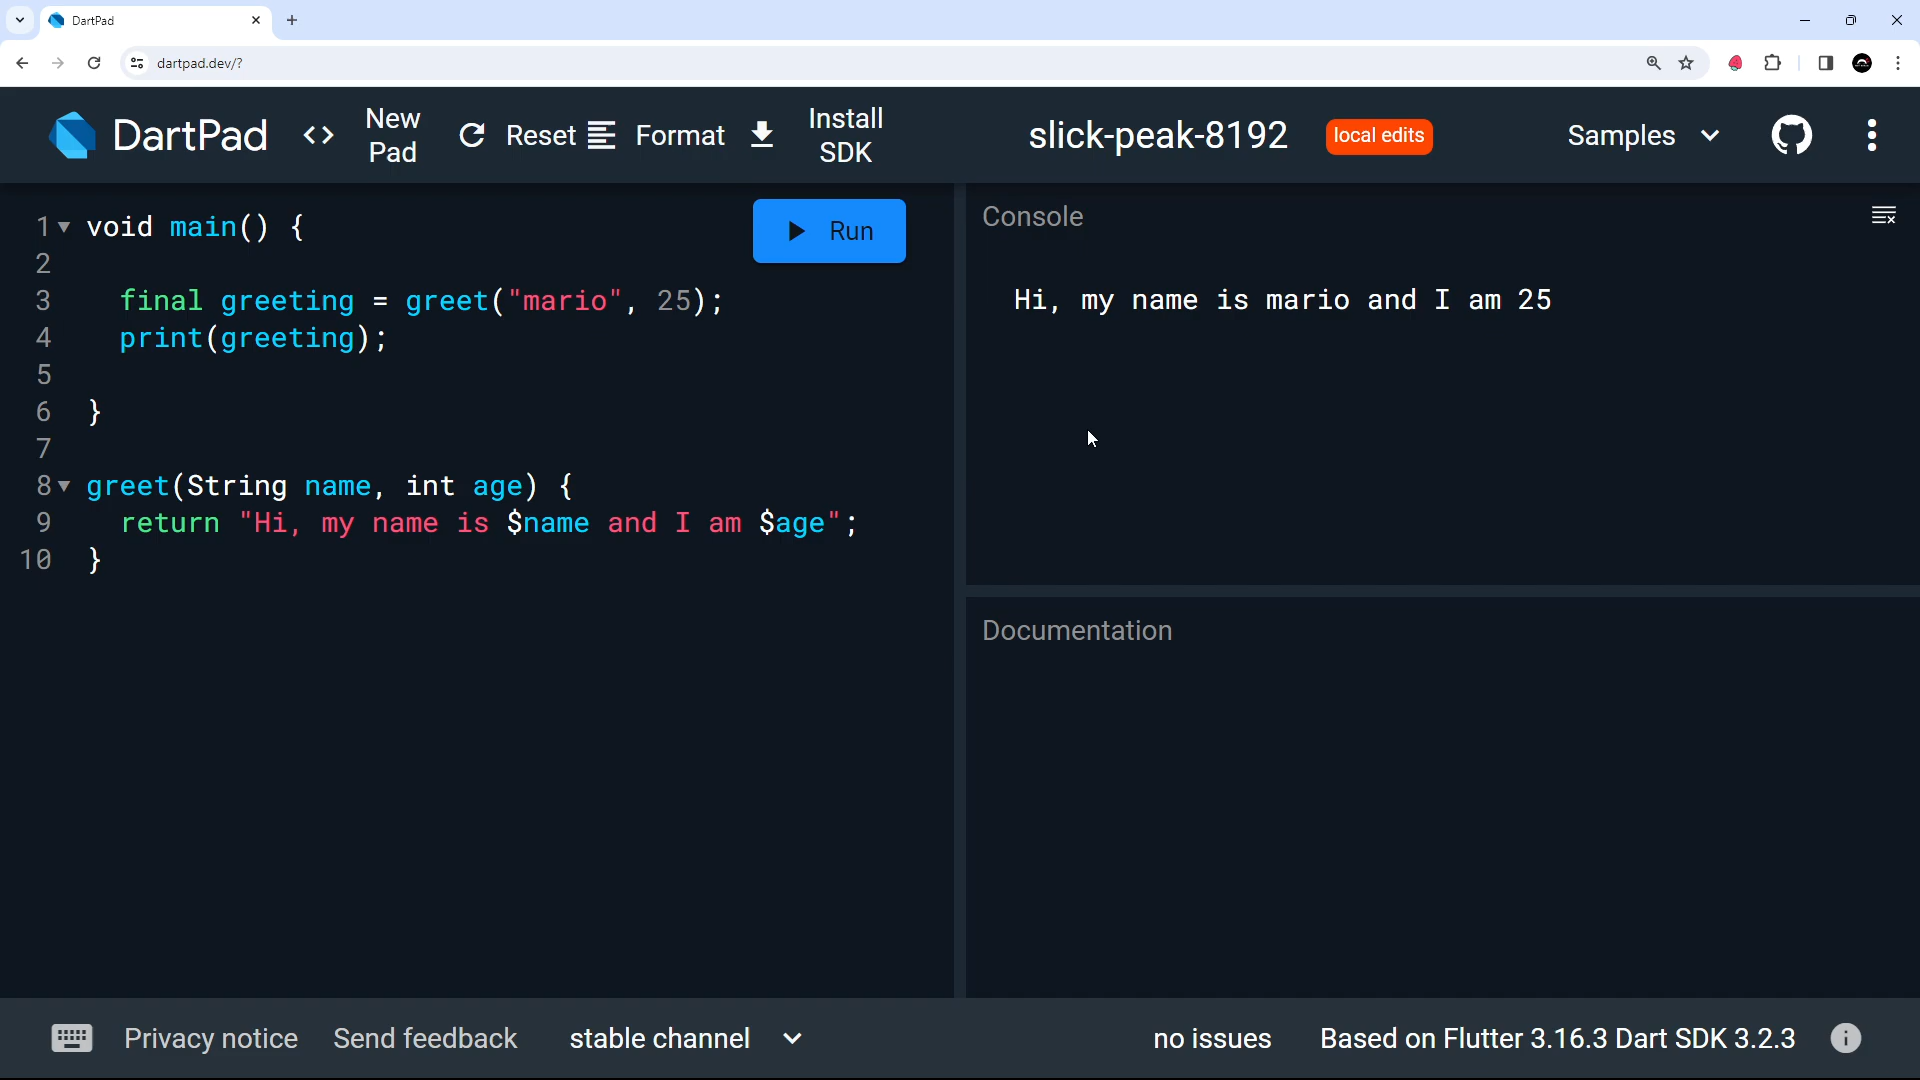 DartPad
dartpad.dev/?
DartPad
<> New Pad
Reset
Format
Install SDK
slick-peak-8192
local edits
Samples
1 void main() {
2
3 final greeting = greet("mario", 25);
4 print(greeting);
5
6 }
7
8 greet(String name, int age) {
9 return "Hi, my name is $name and I am $age";
10 }
Run
Console
Hi, my name is mario and I am 25
Documentation
Privacy notice
Send feedback
stable channel
no issues
Based on Flutter 3.16.3 Dart SDK 3.2.3